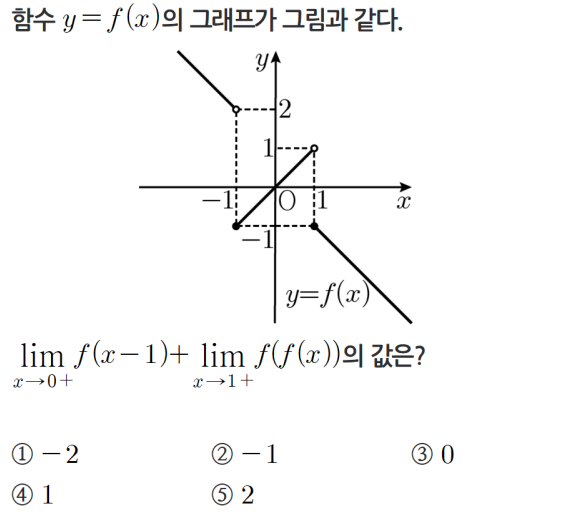 함수 y=f(x)의 그래프가 그림과 같다.
y
2
1
−1
O
1
x
−1
y=f(x)
lim f(x−1)+ lim f(f(x))의 값은?
x→0+ x→1+
① −2 ② −1 ③ 0
④ 1 ⑤ 2